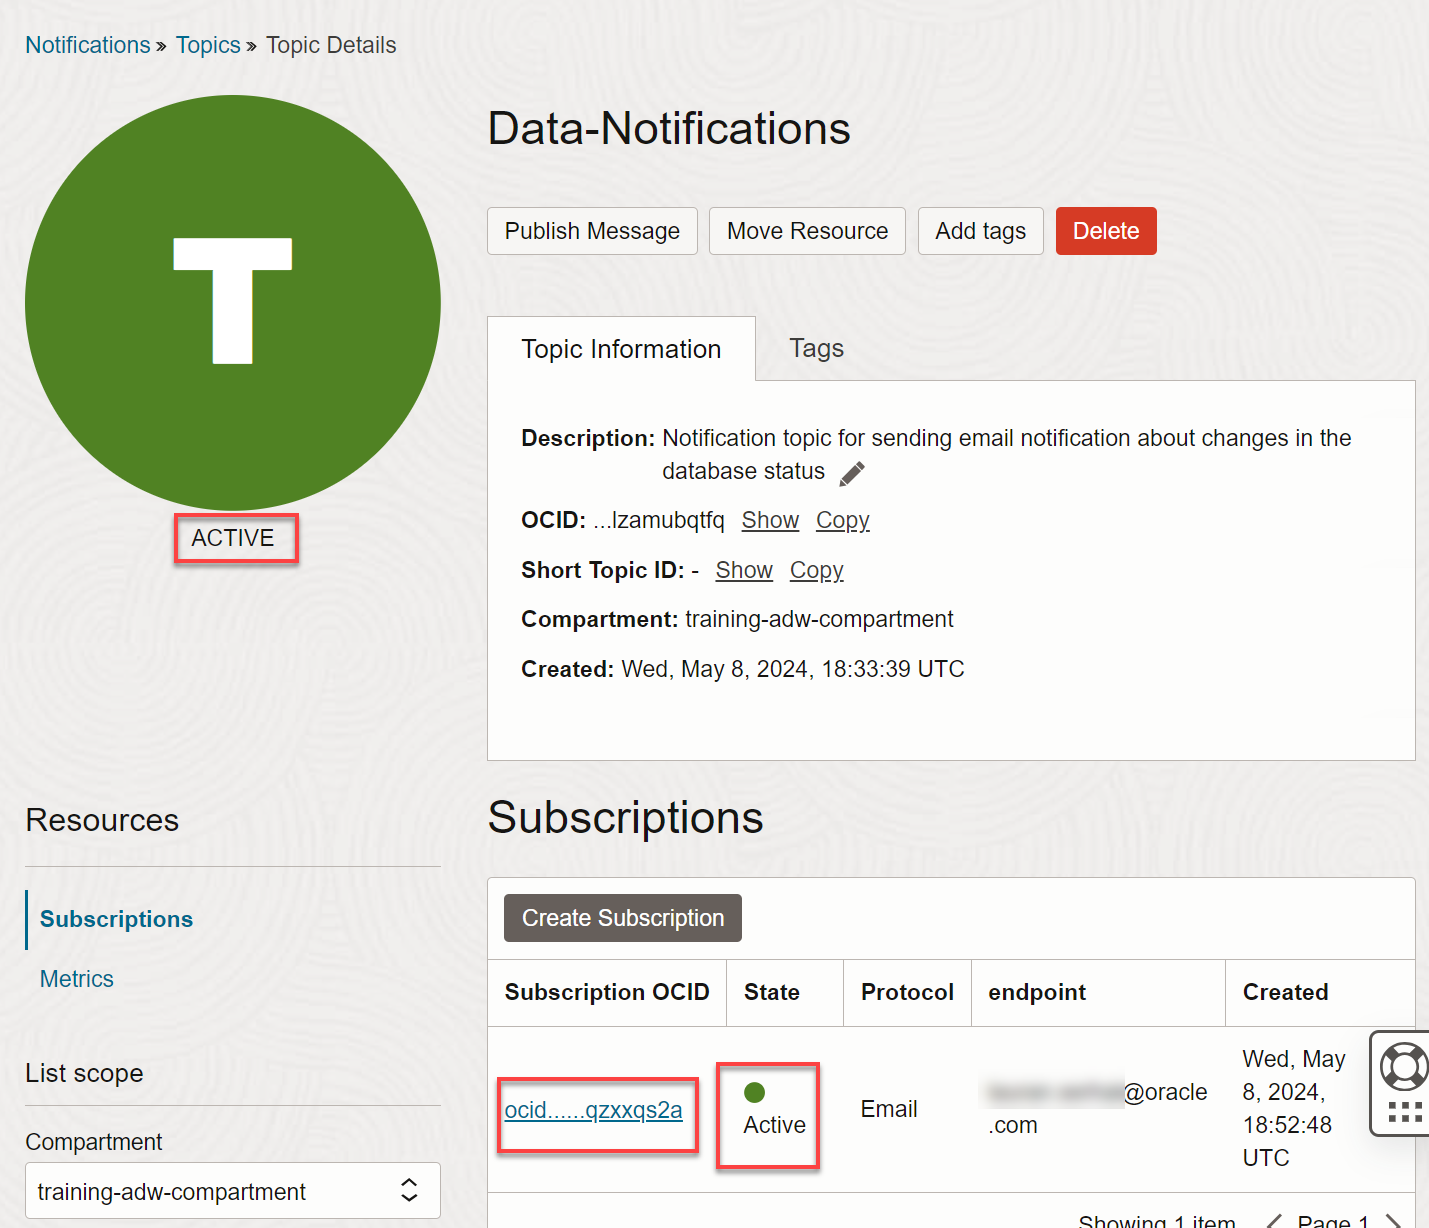 Notifications » Topics » Topic Details
T
ACTIVE
Data-Notifications
Publish Message Move Resource Add tags Delete
Topic Information Tags
Description: Notification topic for sending email notification about changes in the
database status
OCID: ...lzamubqtfq Show Copy
Short Topic ID: - Show Copy
Compartment: training-adw-compartment
Created: Wed, May 8, 2024, 18:33:39 UTC
Resources
Subscriptions
Metrics
List scope
Compartment
training-adw-compartment
Subscriptions
Create Subscription
Subscription OCID State Protocol endpoint Created
ocid......qzxxqs2a
Active
Email
@oracle
.com
Wed, May
8, 2024,
18:52:48
UTC
Showing 1 item < Page 1 >